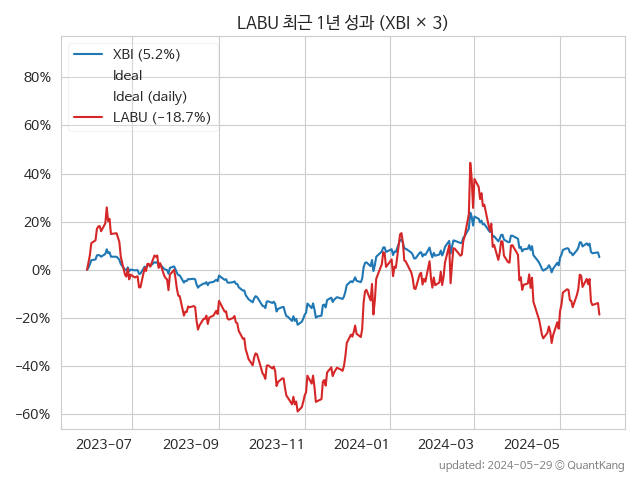 LABU 최근 1년 성과 (XBI × 3)
XBI (5.2%)
Ideal
Ideal (daily)
LABU (−18.7%)
80%
60%
40%
20%
0%
−20%
−40%
−60%
2023-07 2023-09 2023-11 2024-01 2024-03 2024-05
updated: 2024-05-29 © QuantKang